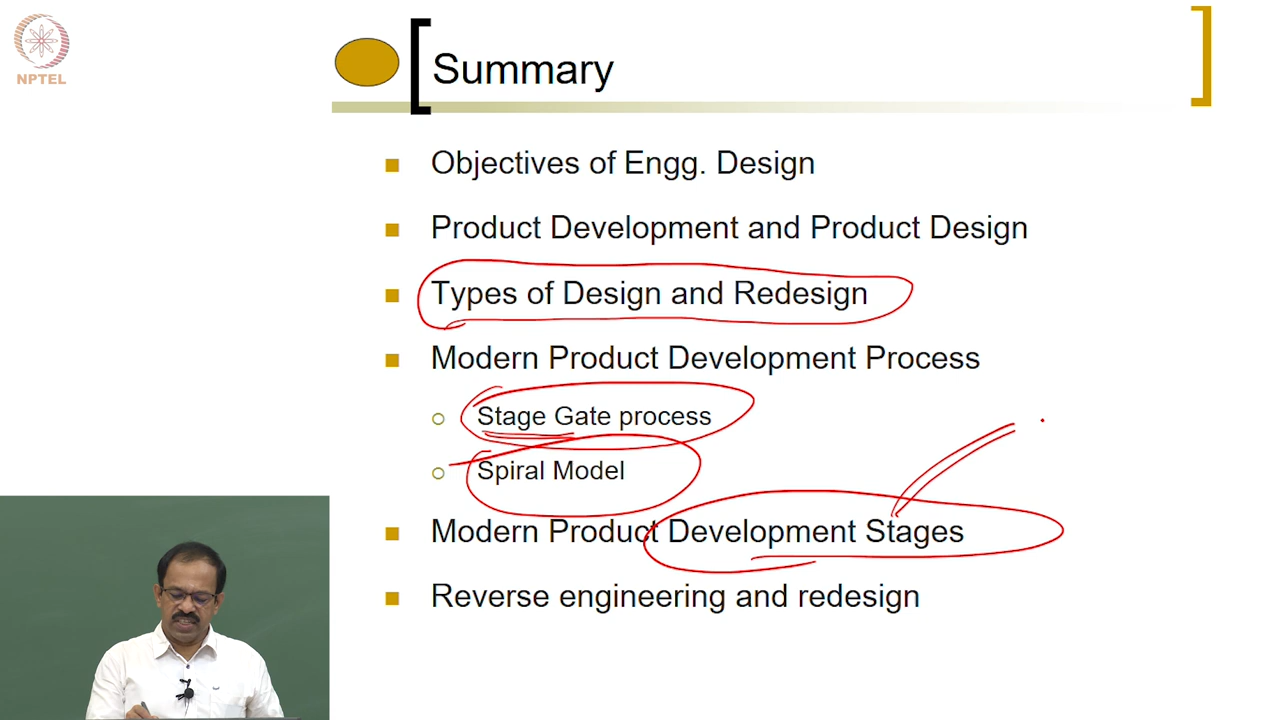 NPTEL
Summary
Objectives of Engg. Design
Product Development and Product Design
Types of Design and Redesign
Modern Product Development Process
Stage Gate process
Spiral Model
Modern Product Development Stages
Reverse engineering and redesign